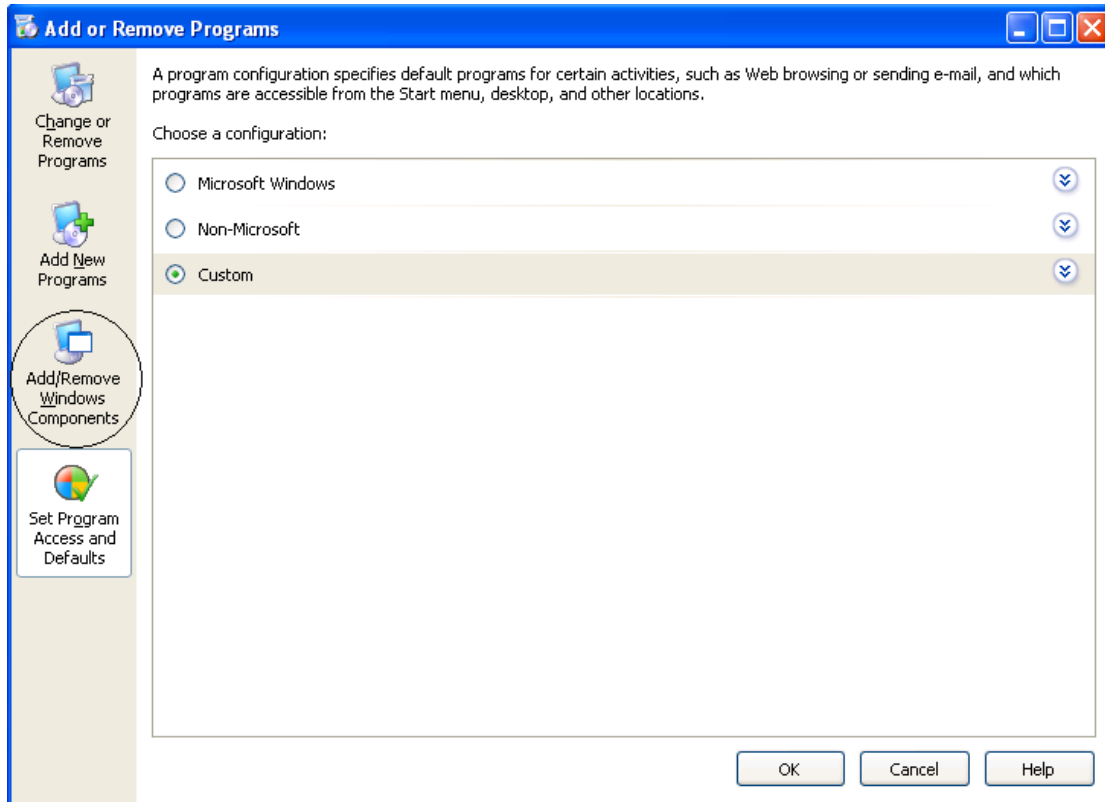 Add or Remove Programs
Change or
Remove
Programs
Add New
Programs
Add/Remove
Windows
Components
Set Program
Access and
Defaults
A program configuration specifies default programs for certain activities, such as Web browsing or sending e-mail, and which
programs are accessible from the Start menu, desktop, and other locations.
Choose a configuration:
Microsoft Windows
Non-Microsoft
Custom
OK
Cancel
Help